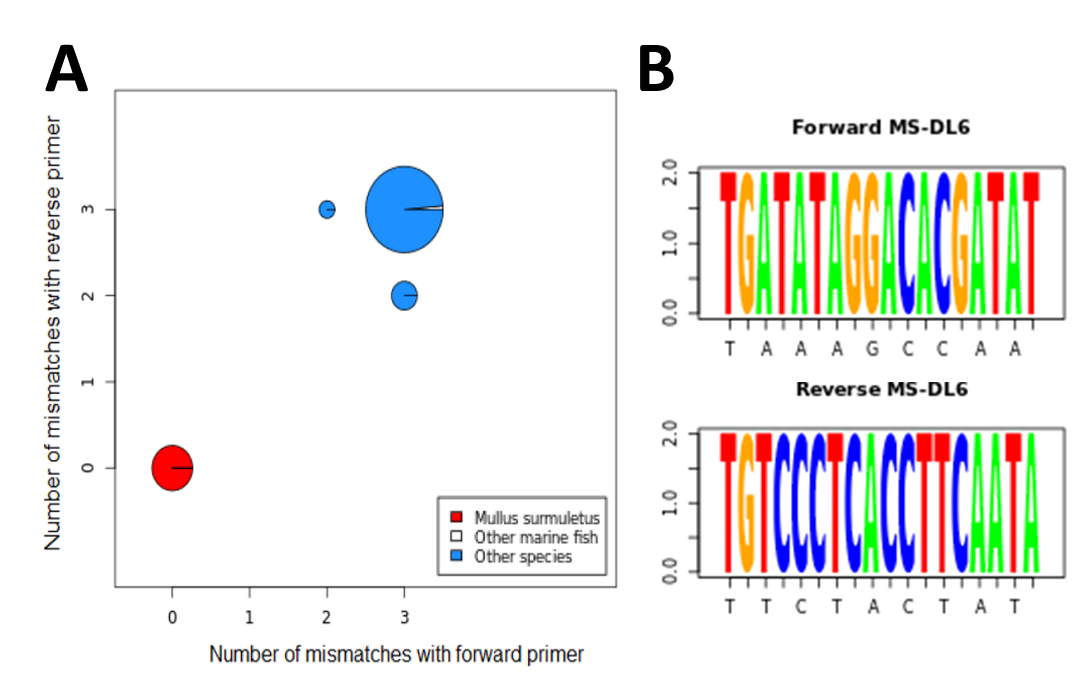 A
Number of mismatches with reverse primer
3
2
1
0
Mullus surmuletus
Other marine fish
Other species
0 1 2 3
Number of mismatches with forward primer
B
Forward MS-DL6
2.0
1.0
0.0
TGATATAGGACACGATAT
T A A A G C C A A
Reverse MS-DL6
2.0
1.0
0.0
TGTCCCTCACCTTCAATA
T T C T A C T A T